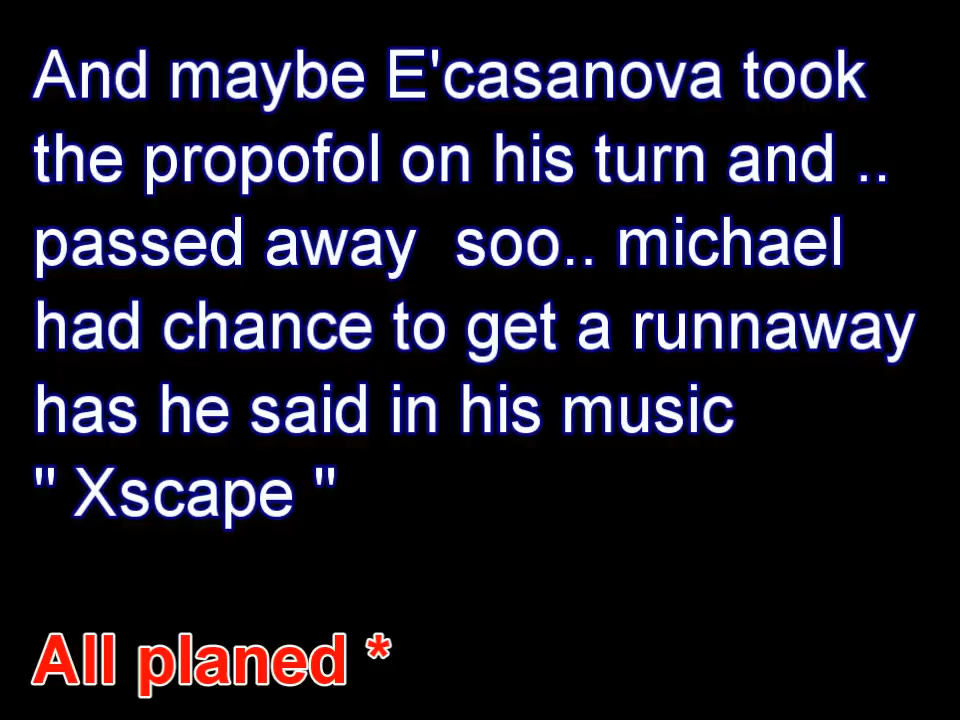 And maybe E'casanova took
the propofol on his turn and ..
passed away  soo.. michael
had chance to get a runnaway
has he said in his music
" Xscape "
All planed *